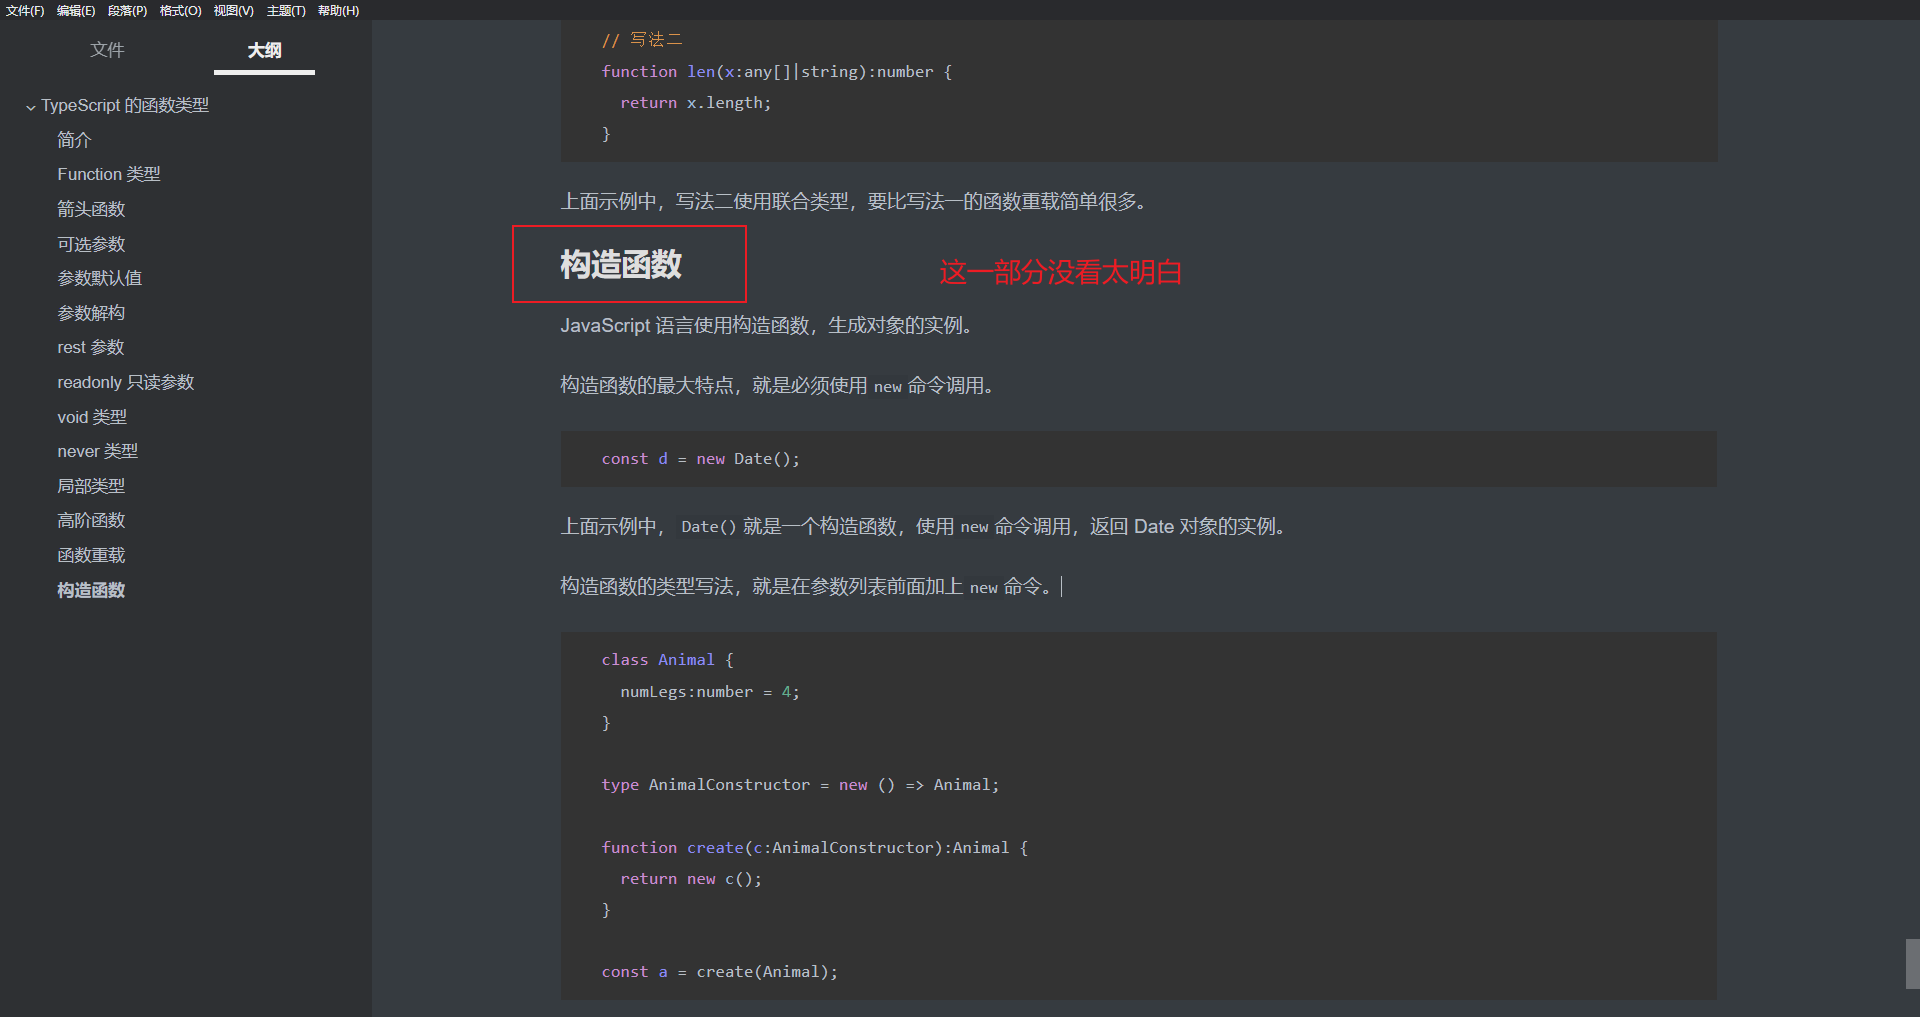 文件(F) 编辑(E) 段落(P) 格式(O) 视图(V) 主题(T) 帮助(H)
文件 大纲
TypeScript 的函数类型
简介
Function 类型
箭头函数
可选参数
参数默认值
参数解构
rest 参数
readonly 只读参数
void 类型
never 类型
局部类型
高阶函数
函数重载
构造函数
// 写法二
function len(x:any[]|string):number {
  return x.length;
}
上面示例中，写法二使用联合类型，要比写法一的函数重载简单很多。
构造函数
这一部分没看太明白
JavaScript 语言使用构造函数，生成对象的实例。
构造函数的最大特点，就是必须使用 new 命令调用。
const d = new Date();
上面示例中， Date() 就是一个构造函数，使用 new 命令调用，返回 Date 对象的实例。
构造函数的类型写法，就是在参数列表前面加上 new 命令。
class Animal {
  numLegs:number = 4;
}
type AnimalConstructor = new () => Animal;
function create(c:AnimalConstructor):Animal {
  return new c();
}
const a = create(Animal);